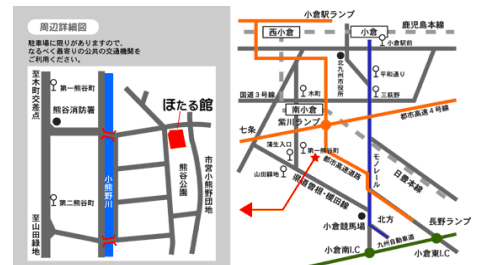 周辺詳細図
駐車場に限りがありますので、
なるべく最寄りの公共の交通機関を
ご利用ください。
至木町交差点
第一熊谷町
熊谷消防署
ほたる館
小熊野川
熊谷公園
市営小熊野団地
第二熊谷町
至山田緑地
小倉駅ランプ
鹿児島本線
西小倉
小倉
小倉駅前
北九州市役所
平和通り
木町
三萩野
国道3号線
南小倉
紫川ランプ
都市高速4号線
七条
蒲生入口
第一熊谷町
山田緑地
都市高速道路
県道曽根・槻田線
モノレール
日豊本線
小倉競馬場
北方
長野ランプ
九州自動車道
小倉南I.C
小倉東I.C